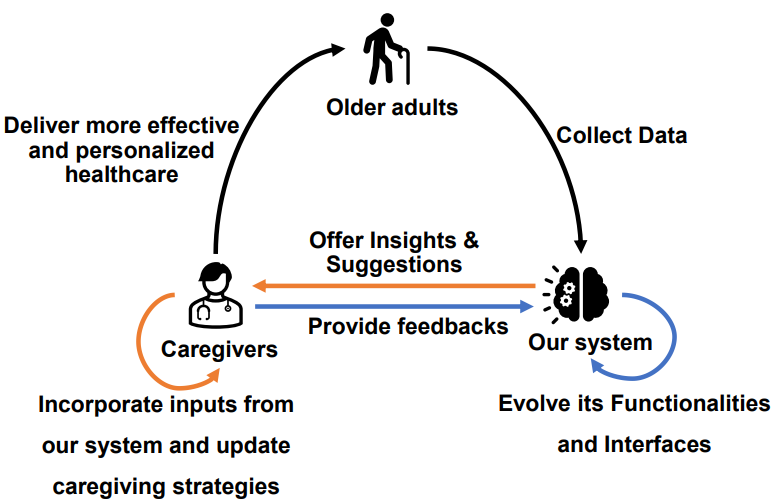 Older adults
Deliver more effective
and personalized
healthcare
Collect Data
Offer Insights &
Suggestions
Provide feedbacks
Caregivers
Our system
Incorporate inputs from
our system and update
caregiving strategies
Evolve its Functionalities
and Interfaces